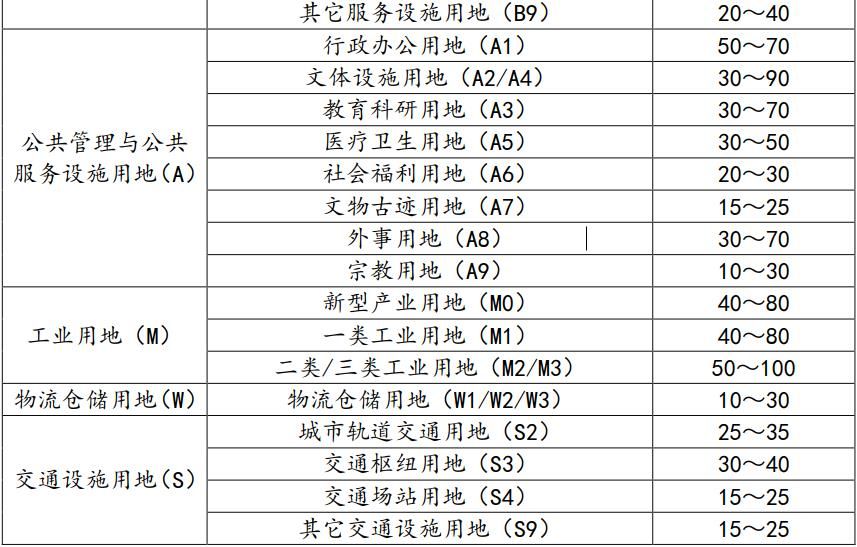 其它服务设施用地（B9） 20～40
公共管理与公共
服务设施用地(A)
行政办公用地（A1） 50～70
文体设施用地（A2/A4） 30～90
教育科研用地（A3） 30～70
医疗卫生用地（A5） 30～50
社会福利用地（A6） 20～30
文物古迹用地（A7） 15～25
外事用地（A8） 30～70
宗教用地（A9） 10～30
工业用地（M）
新型产业用地（M0） 40～80
一类工业用地（M1） 40～80
二类/三类工业用地（M2/M3） 50～100
物流仓储用地(W) 物流仓储用地（W1/W2/W3） 10～30
交通设施用地(S)
城市轨道交通用地（S2） 25～35
交通枢纽用地（S3） 30～40
交通场站用地（S4） 15～25
其它交通设施用地（S9） 15～25